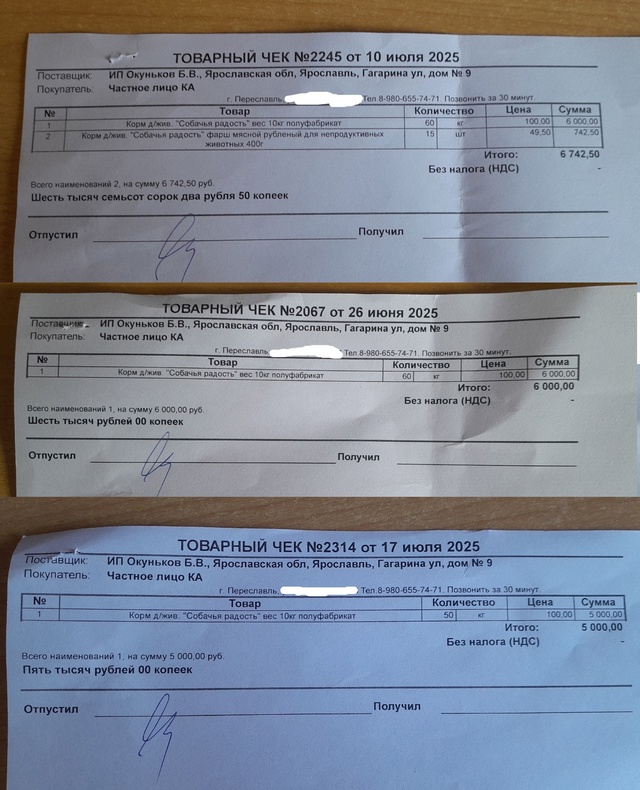 ТОВАРНЫЙ ЧЕК №2245 от 10 июля 2025
Поставщик: ИП Окуньков Б.В., Ярославская обл, Ярославль, Гагарина ул, дом № 9
Покупатель: Частное лицо КА
г. Переславль, Тел.8-980-655-74-71. Позвонить за 30 минут.
№ Товар Количество Цена Сумма
1 Корм д/жив. "Собачья радость" вес 10кг полуфабрикат 60 кг 100,00 6 000,00
2 Корм д/жив. "Собачья радость" фарш мясной рубленый для непродуктивных 15 шт 49,50 742,50
животных 400г
Итого: 6 742,50
Без налога (НДС) -
Всего наименований 2, на сумму 6 742,50 руб.
Шесть тысяч семьсот сорок два рубля 50 копеек
Отпустил Получил
ТОВАРНЫЙ ЧЕК №2067 от 26 июня 2025
Поставщик: ИП Окуньков Б.В., Ярославская обл, Ярославль, Гагарина ул, дом № 9
Покупатель: Частное лицо КА
г. Переславль, Тел.8-980-655-74-71. Позвонить за 30 минут.
№ Товар Количество Цена Сумма
1 Корм д/жив. "Собачья радость" вес 10кг полуфабрикат 60 кг 100,00 6 000,00
Итого: 6 000,00
Без налога (НДС) -
Всего наименований 1, на сумму 6 000,00 руб.
Шесть тысяч рублей 00 копеек
Отпустил Получил
ТОВАРНЫЙ ЧЕК №2314 от 17 июля 2025
Поставщик: ИП Окуньков Б.В., Ярославская обл, Ярославль, Гагарина ул, дом № 9
Покупатель: Частное лицо КА
г. Переславль, Тел.8-980-655-74-71. Позвонить за 30 минут.
№ Товар Количество Цена Сумма
1 Корм д/жив. "Собачья радость" вес 10кг полуфабрикат 50 кг 100,00 5 000,00
Итого: 5 000,00
Без налога (НДС) -
Всего наименований 1, на сумму 5 000,00 руб.
Пять тысяч рублей 00 копеек
Отпустил Получил